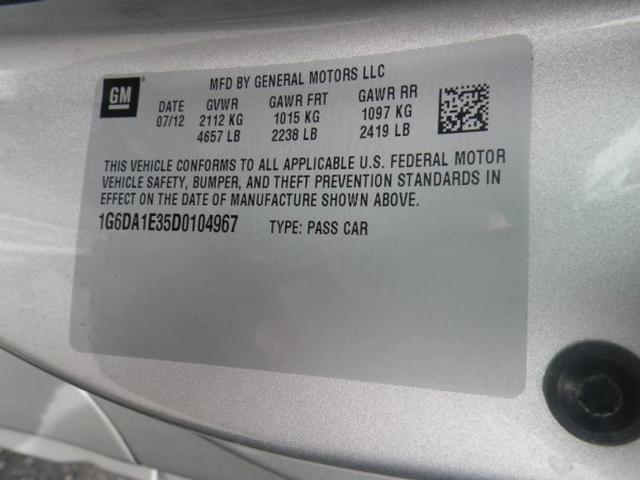 MFD BY GENERAL MOTORS LLC
GM
DATE GVWR GAWR FRT GAWR RR
07/12 2112 KG 1015 KG 1097 KG
4657 LB 2238 LB 2419 LB
THIS VEHICLE CONFORMS TO ALL APPLICABLE U.S. FEDERAL MOTOR
VEHICLE SAFETY, BUMPER, AND THEFT PREVENTION STANDARDS IN
EFFECT ON THE DATE OF MANUFACTURE SHOWN ABOVE.
1G6DA1E35D0104967 TYPE: PASS CAR